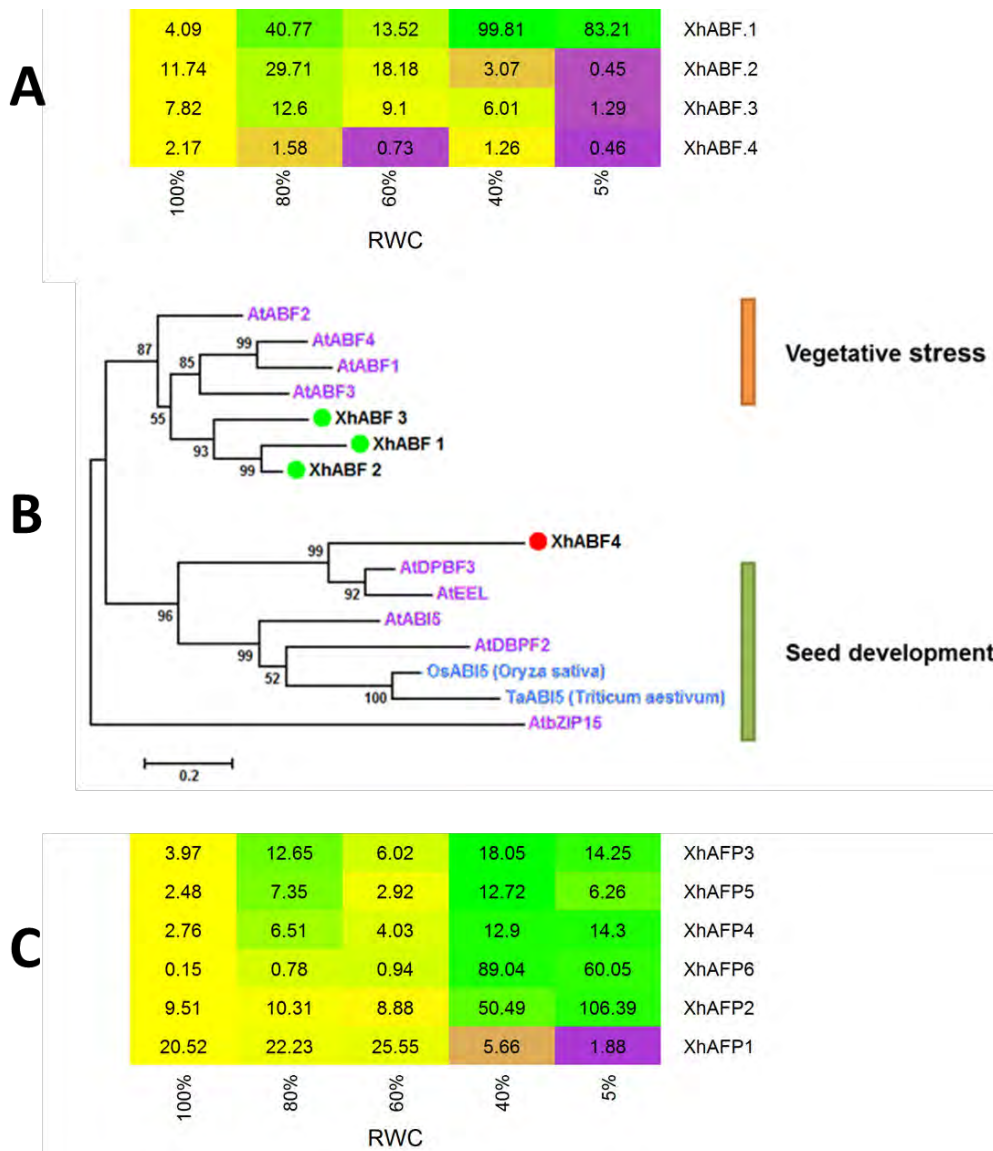 A
4.09 40.77 13.52 99.81 83.21 XhABF.1
11.74 29.71 18.18 3.07 0.45 XhABF.2
7.82 12.6 9.1 6.01 1.29 XhABF.3
2.17 1.58 0.73 1.26 0.46 XhABF.4
100% 80% 60% 40% 5%
RWC
B
AtABF2
87
99 AtABF4
AtABF1
85
AtABF3
55
XhABF 3
93
XhABF 1
99 XhABF 2
Vegetative stress
XhABF4
99
AtDPBF3
92 AtEEL
96
AtABI5
99
AtDBPF2
52
OsABI5 (Oryza sativa)
100 TaABI5 (Triticum aestivum)
AtbZIP15
Seed development
0.2
C
3.97 12.65 6.02 18.05 14.25 XhAFP3
2.48 7.35 2.92 12.72 6.26 XhAFP5
2.76 6.51 4.03 12.9 14.3 XhAFP4
0.15 0.78 0.94 89.04 60.05 XhAFP6
9.51 10.31 8.88 50.49 106.39 XhAFP2
20.52 22.23 25.55 5.66 1.88 XhAFP1
100% 80% 60% 40% 5%
RWC